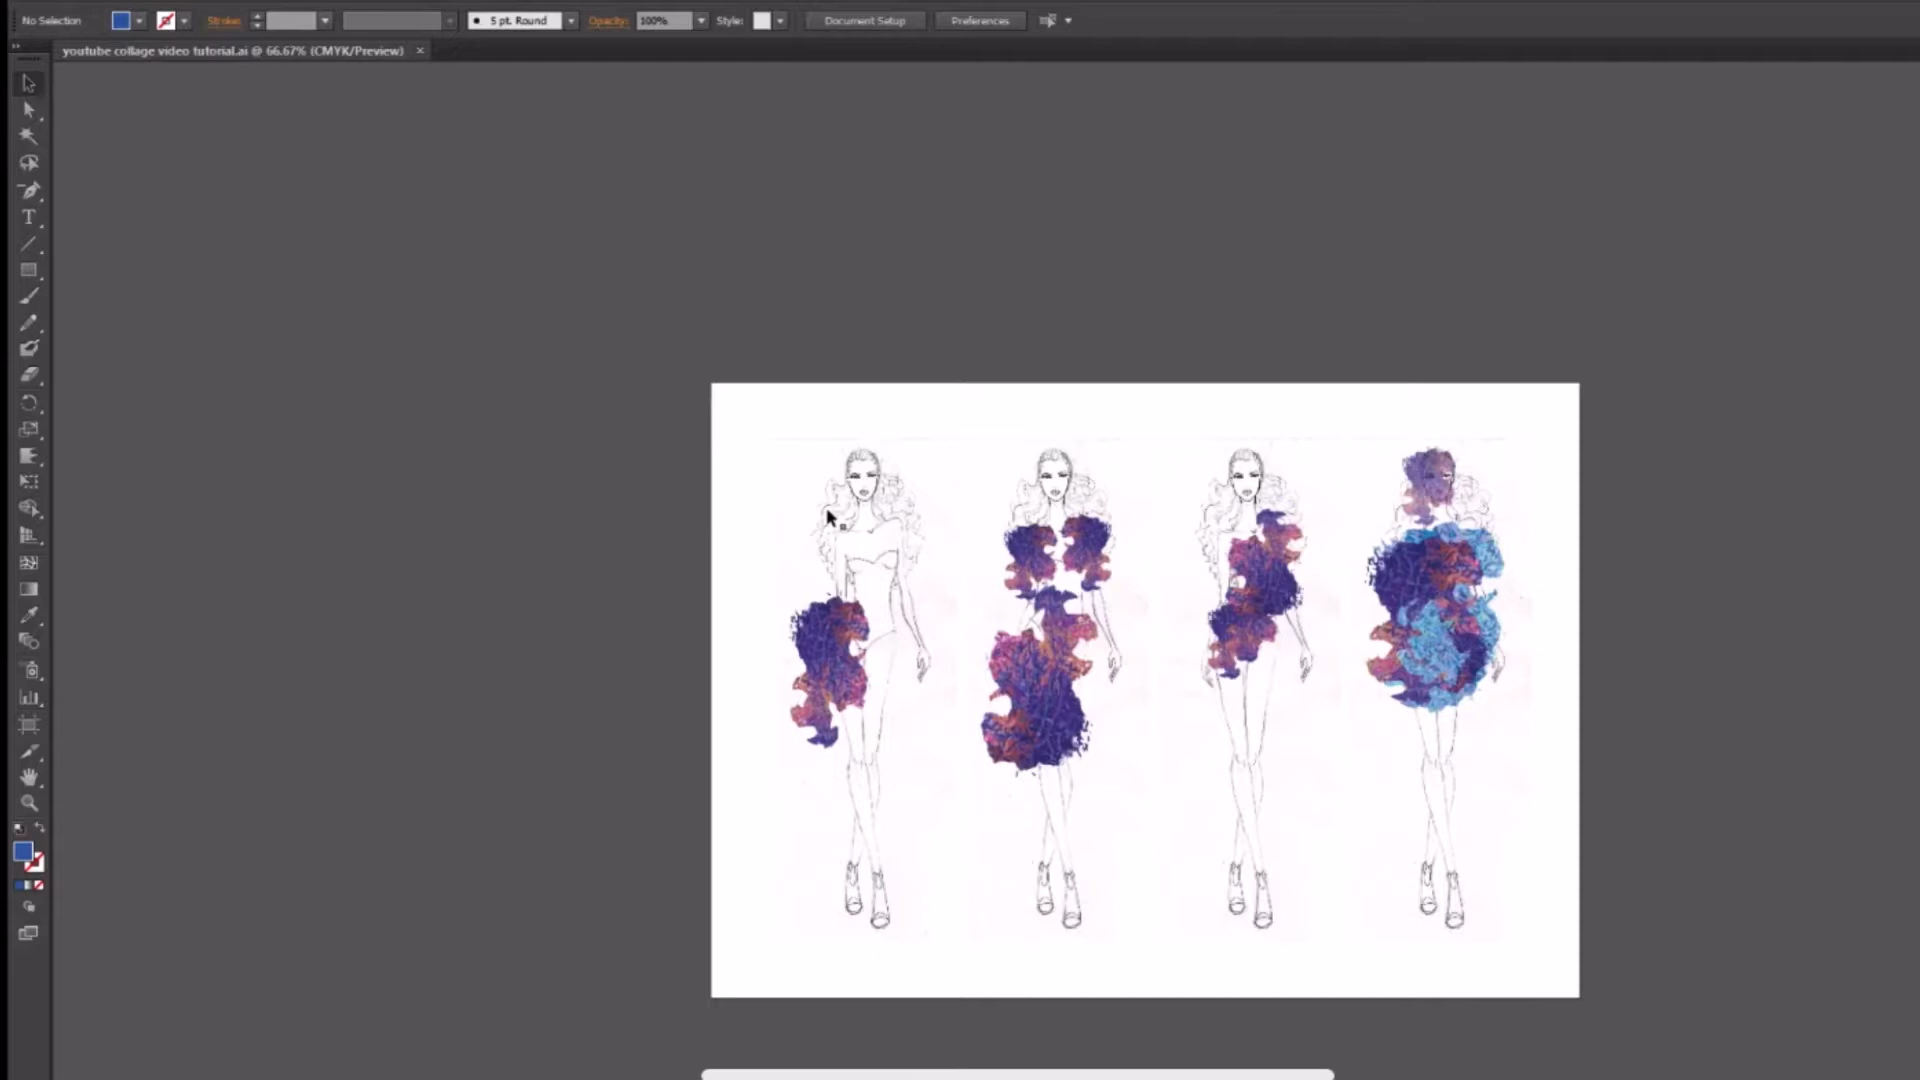 No Selection Stroke: 5 pt. Round Opacity: 100% Style: Document Setup Preferences
youtube collage video tutorial.ai @ 66.67% (CMYK/Preview) ×
T